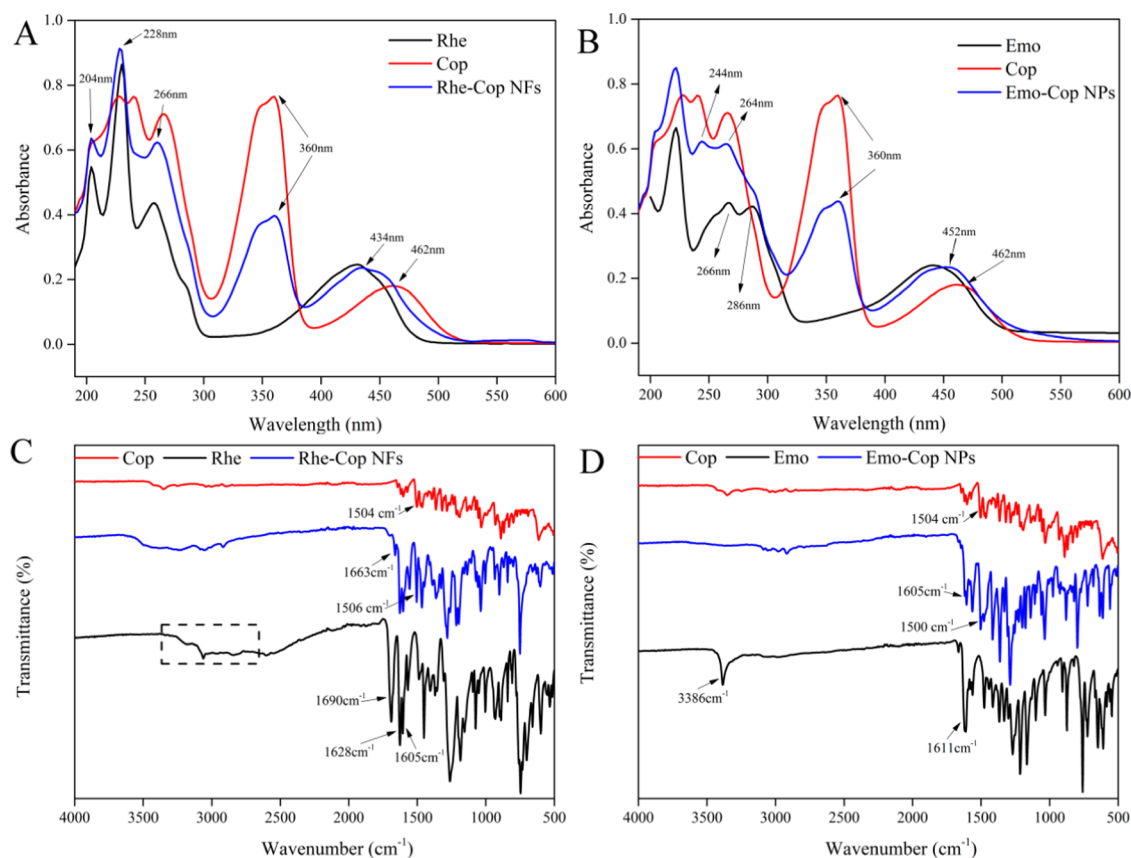 A
1.0
0.8
0.6
0.4
0.2
0.0
Absorbance
228nm
204nm
266nm
360nm
434nm
462nm
Rhe
Cop
Rhe-Cop NFs
200 250 300 350 400 450 500 550 600
Wavelength (nm)
B
1.0
0.8
0.6
0.4
0.2
0.0
Absorbance
244nm
264nm
360nm
452nm
462nm
266nm
286nm
Emo
Cop
Emo-Cop NPs
200 250 300 350 400 450 500 550 600
Wavelength (nm)
C
Cop Rhe Rhe-Cop NFs
Transmittance (%)
1504 cm⁻¹
1663cm⁻¹
1506 cm⁻¹
1690cm⁻¹
1628cm⁻¹
1605cm⁻¹
4000 3500 3000 2500 2000 1500 1000 500
Wavenumber (cm⁻¹)
D
Cop Emo Emo-Cop NPs
Transmittance (%)
1504 cm⁻¹
1605cm⁻¹
1500 cm⁻¹
3386cm⁻¹
1611cm⁻¹
4000 3500 3000 2500 2000 1500 1000 500
Wavenumber (cm⁻¹)